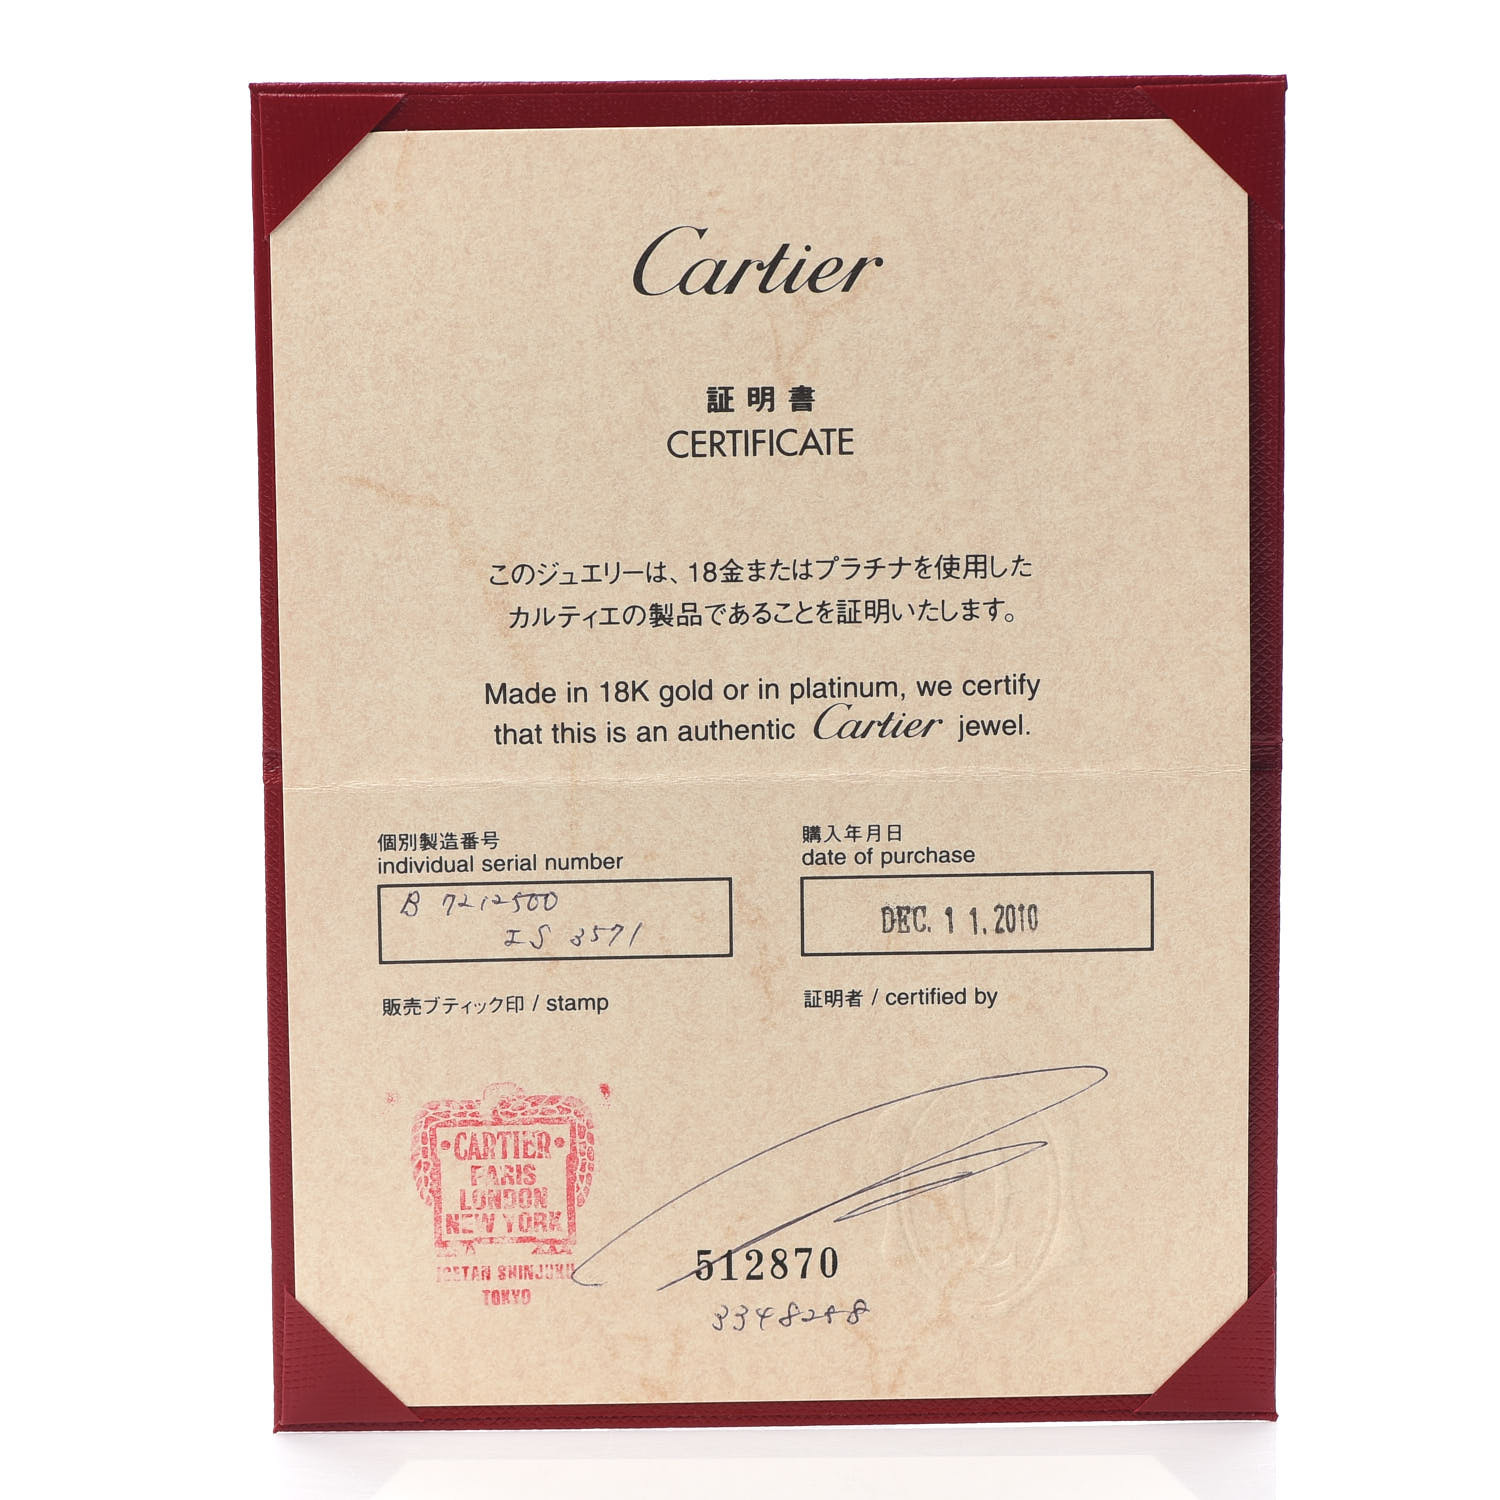 Cartier
証明書
CERTIFICATE
このジュエリーは、18金またはプラチナを使用した
カルティエの製品であることを証明いたします。
Made in 18K gold or in platinum, we certify
that this is an authentic Cartier jewel.
個別製造番号
individual serial number
B 7212500
IS 3571
購入年月日
date of purchase
DEC. 11. 2010
販売ブティック印 / stamp
証明者 / certified by
·CARTIER·
PARIS
LONDON
NEW YORK
ISETAN SHINJUKU
TOKYO
512870